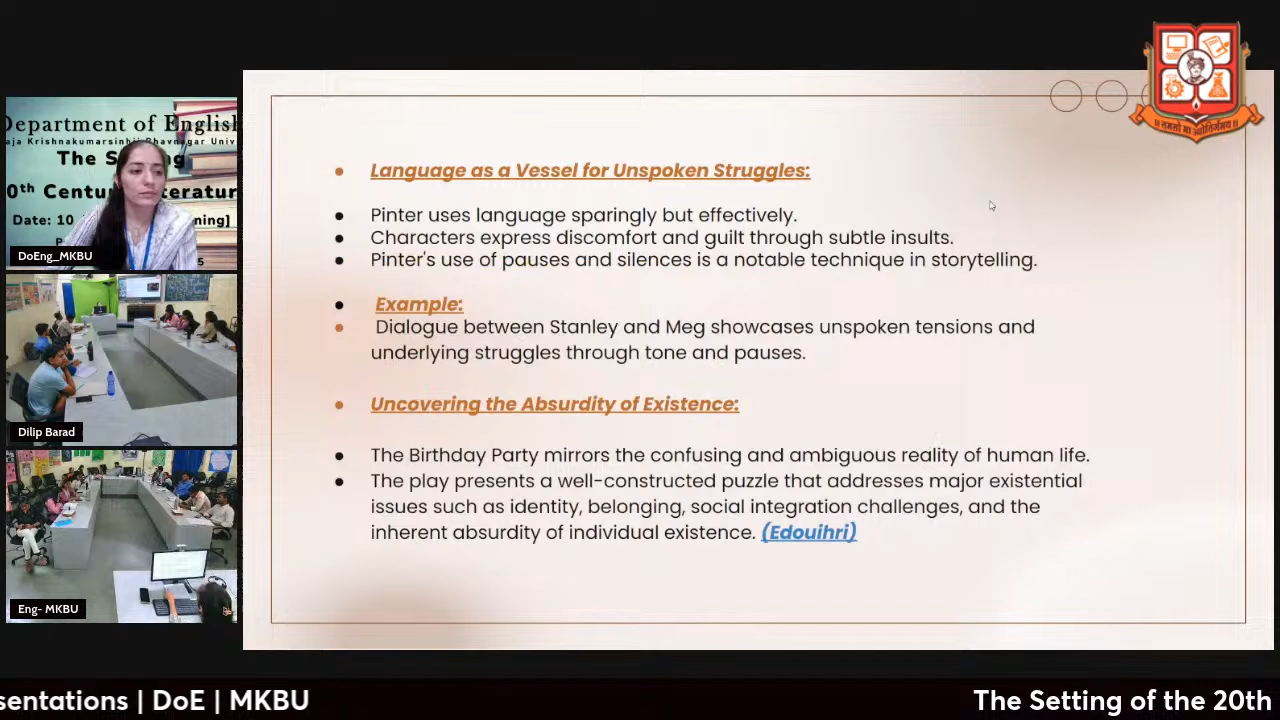 Department of English
The
20th Century Literature
Date: 10
ning]
5
DoEng_MKBU
Dilip Barad
Eng- MKBU
Language as a Vessel for Unspoken Struggles:
Pinter uses language sparingly but effectively.
Characters express discomfort and guilt through subtle insults.
Pinter's use of pauses and silences is a notable technique in storytelling.
Example:
Dialogue between Stanley and Meg showcases unspoken tensions and
underlying struggles through tone and pauses.
Uncovering the Absurdity of Existence:
The Birthday Party mirrors the confusing and ambiguous reality of human life.
The play presents a well-constructed puzzle that addresses major existential
issues such as identity, belonging, social integration challenges, and the
inherent absurdity of individual existence. (Edouihri)
॥ तमसो मा ज्योतिर्गमय ॥
sentations | DoE | MKBU
The Setting of the 20th